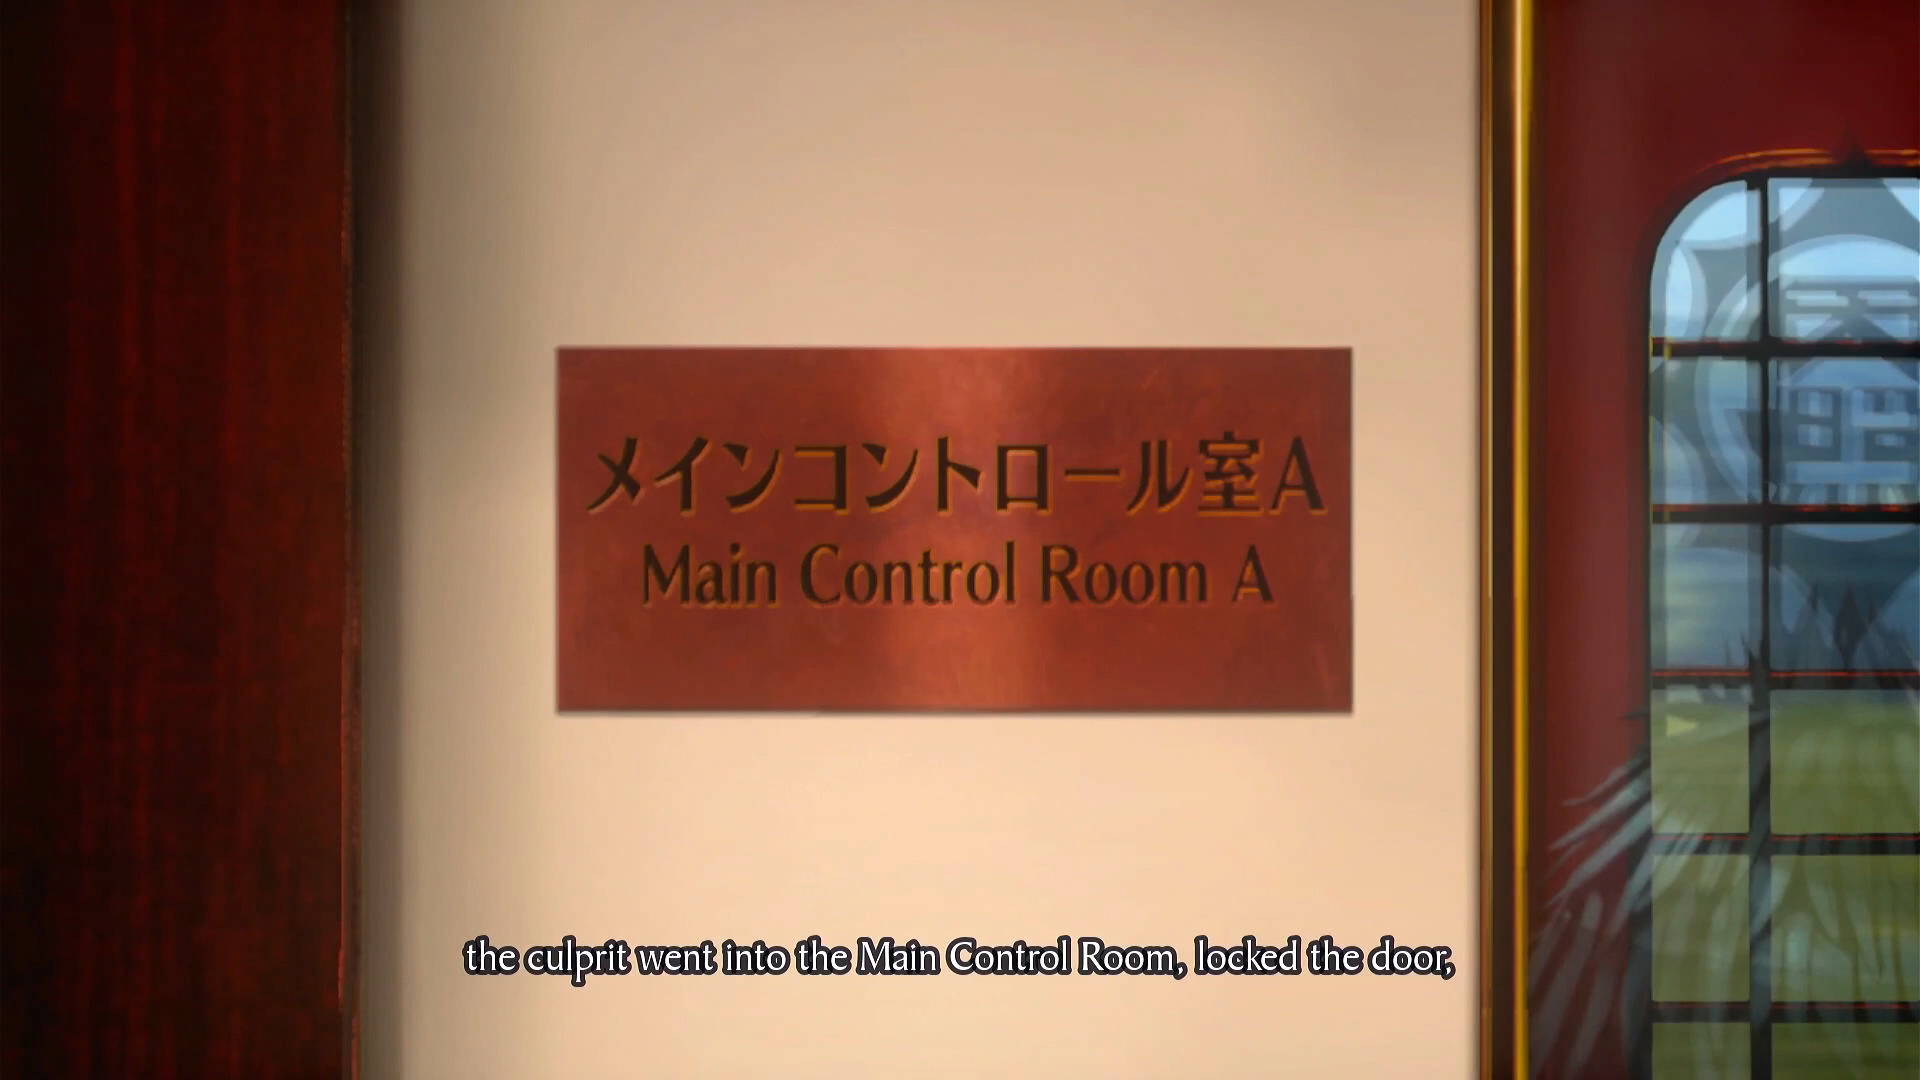 メインコントロール室A
Main Control Room A
the culprit went into the Main Control Room, locked the door,